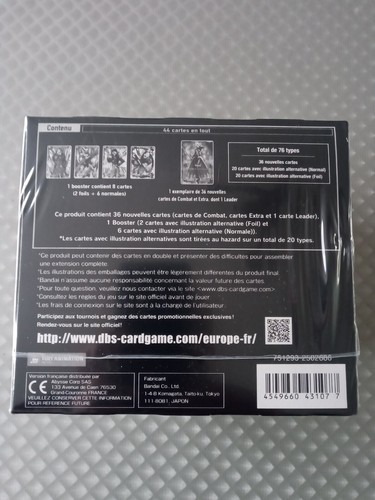 Contenu
44 cartes en tout
1 booster contient 8 cartes
(2 foils + 6 normales)
1 exemplaire de 36 nouvelles
cartes de Combat et Extra, dont 1 Leader
Total de 76 types
36 nouvelles cartes
20 cartes avec illustration alternative (Normal)
20 cartes avec illustration alternative (Foil)
Ce produit contient 36 nouvelles cartes (cartes de Combat, cartes Extra et 1 carte Leader).
1 Booster (2 cartes avec illustration alternative (Foil) et
6 cartes avec illustration alternative (Normale)).
*Les cartes avec illustration alternatives sont tirées au hasard sur un total de 20 types.
*Ce produit peut contenir des cartes en double et présenter des difficultés pour assembler
une extension complète.
*Les illustrations des emballages peuvent être légèrement différentes du produit final.
*Bandai n'assume aucune responsabilité concernant la valeur future des cartes.
*Pour toute question, veuillez nous contacter via le site <www.dbs-cardgame.com>
*Consultez les règles du jeu sur le site officiel avant de jouer
*Les frais de connexion sur le site sont à la charge de l'utilisateur.
Participez aux tournois et gagnez des cartes promotionnelles exclusives !
Rendez-vous sur le site officiel!
http://www.dbs-cardgame.com/europe-fr/
751293-2502000
Version française distribuée par
Abysse Corp SAS
133 Avenue de Caen 76530
Grand-Couronne FRANCE
VEUILLEZ CONSERVER CETTE INFORMATION
POUR VOUS Y REFERER
CE
Fabricant
Bandai Co., Ltd.
1-4-8 Komagata, Taito-ku, Tokyo
111-8081, JAPON
4549660 43107 7